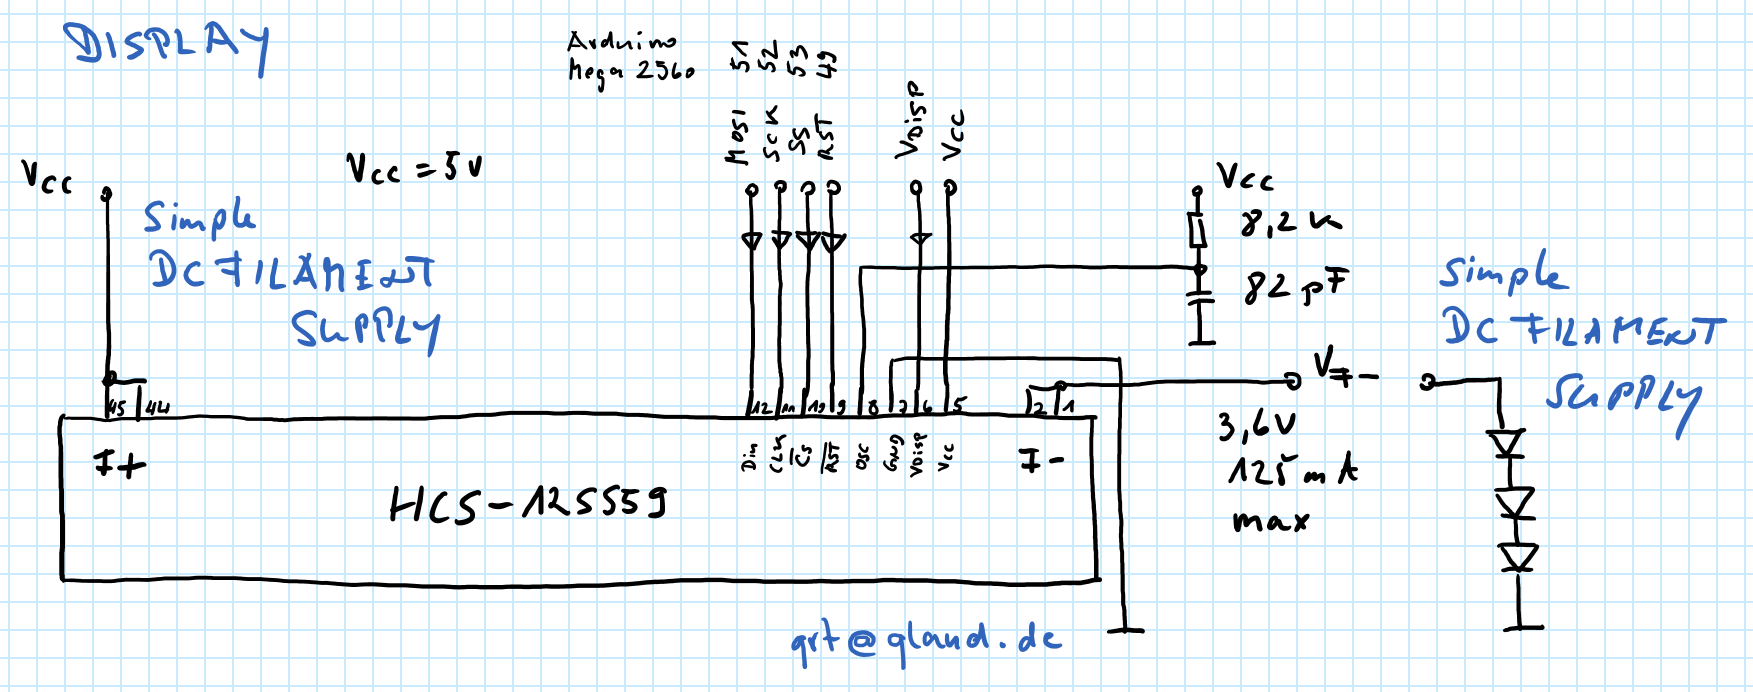 DISPLAY
Arduino
Mega 2560
51
52
53
49
MOSI
SCK
SS
RST
VDISP
VCC
VCC
VCC = 5V
Simple
DC FILAMENT
SUPPLY
VCC
8,2 K
82 pF
Simple
DC FILAMENT
SUPPLY
VF-
3,6V
125 mA
max
45
44
12
11
10
9
8
7
6
5
2
1
F+
Din
CLK
/CS
/RST
OSC
GND
VDISP
VCC
F-
HCS-12SS59
grt@qland.de